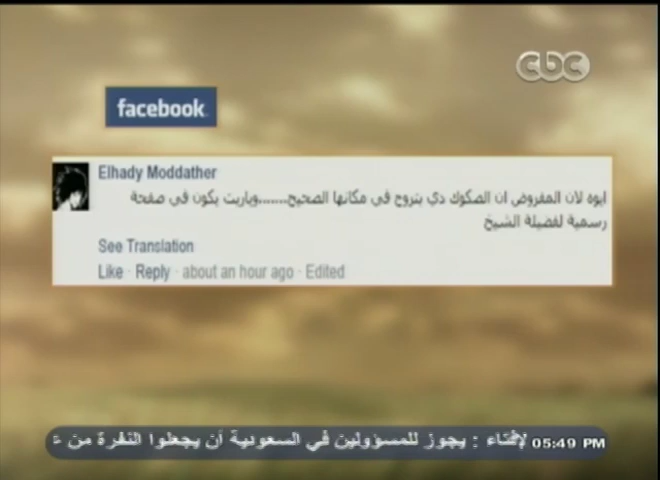 cbc
facebook
Elhady Moddather
ايوه لان المفروض ان الصكوك دي بتروح في مكانها الصحيح.......وياريت يكون في صفحة
رسمية لفضيلة الشيخ
See Translation
Like · Reply · about an hour ago · Edited
لإفتاء : يجوز للمسؤولين في السعودية أن يجعلوا النفرة من
05:49 PM